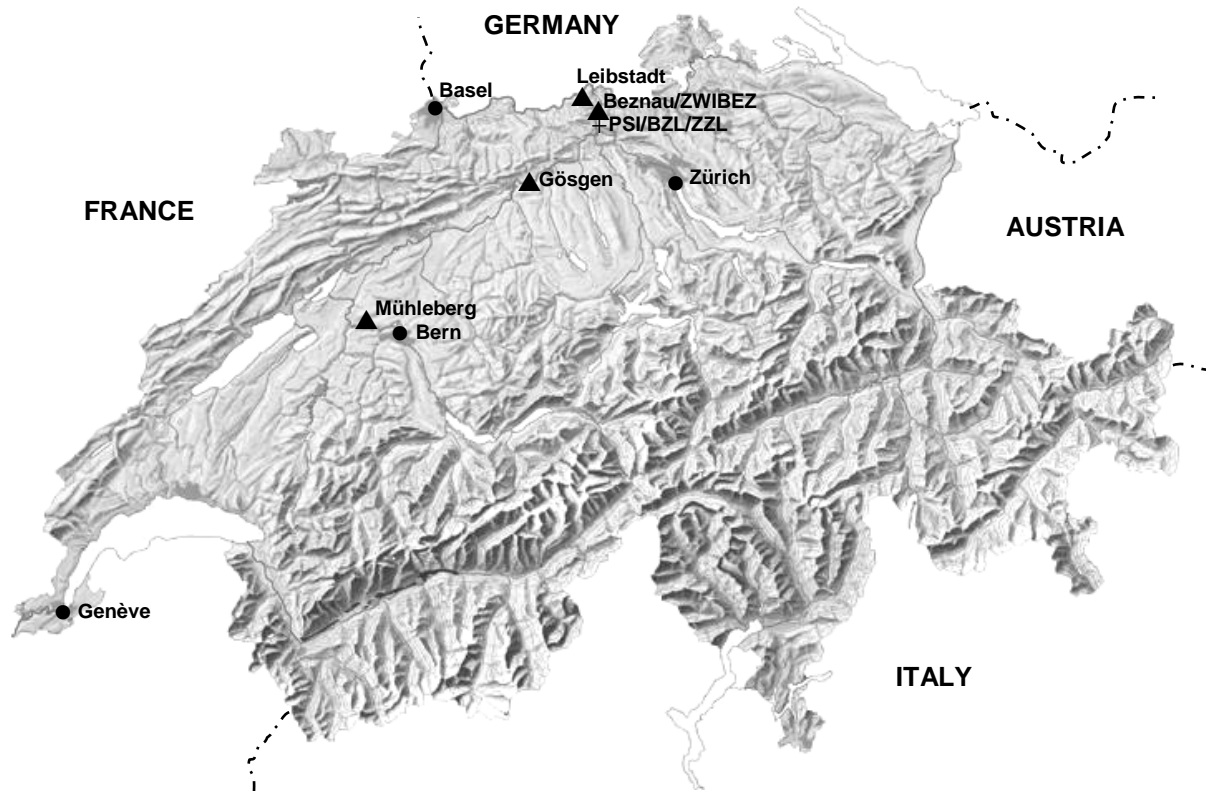 GERMANY
Leibstadt
Basel
Beznau/ZWIBEZ
PSI/BZL/ZZL
Gösgen
Zürich
FRANCE
AUSTRIA
Mühleberg
Bern
Genève
ITALY